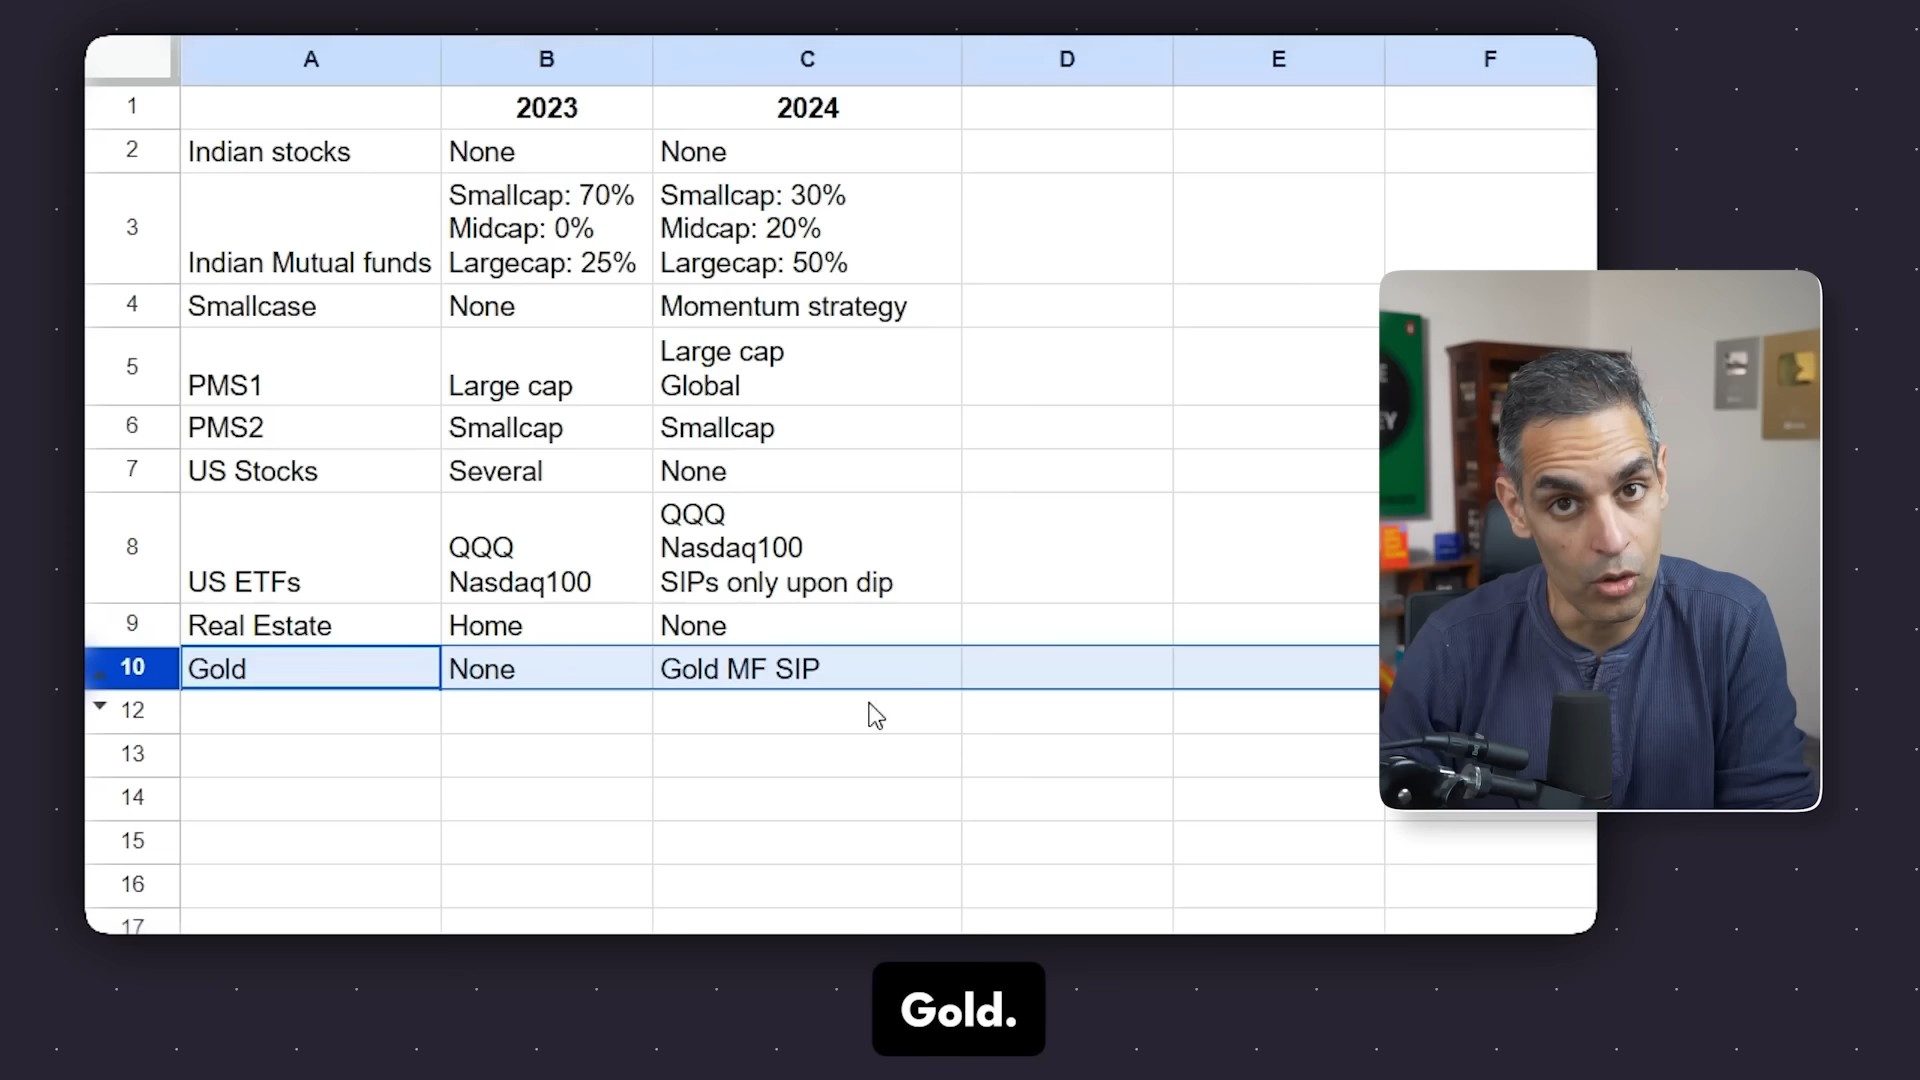 A B C D E F
1 2023 2024
2 Indian stocks None None
Smallcap: 70% Smallcap: 30%
3 Midcap: 0% Midcap: 20%
Indian Mutual funds Largecap: 25% Largecap: 50%
4 Smallcase None Momentum strategy
Large cap
5 PMS1 Large cap Global
6 PMS2 Smallcap Smallcap
7 US Stocks Several None
QQQ
8 QQQ Nasdaq100
US ETFs Nasdaq100 SIPs only upon dip
9 Real Estate Home None
10 Gold None Gold MF SIP
12
13
14
15
16
17
EY
Gold.